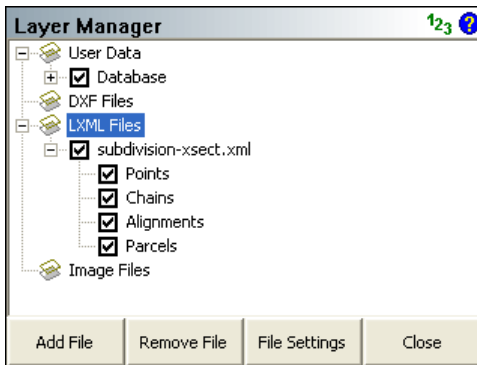 Layer Manager 123 ?
User Data
Database
DXF Files
LXML Files
subdivision-xsect.xml
Points
Chains
Alignments
Parcels
Image Files
Add File Remove File File Settings Close